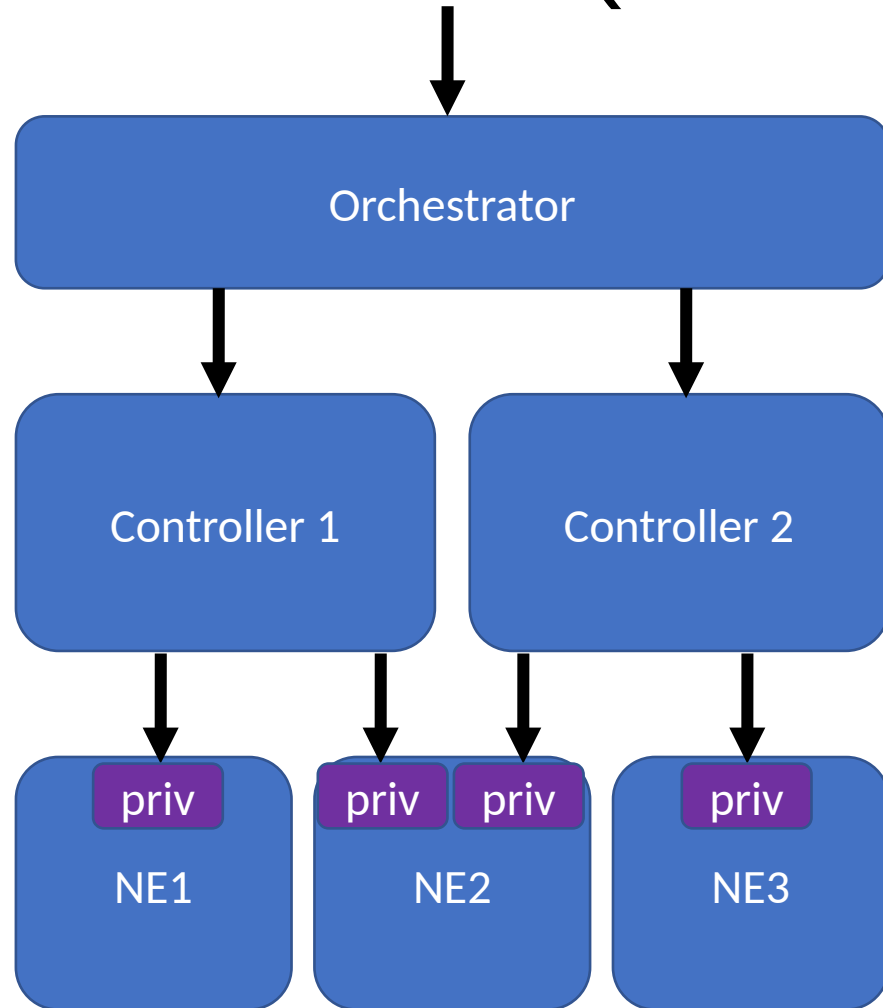 Orchestrator
Controller 1
Controller 2
priv
priv
priv
priv
NE1
NE2
NE3